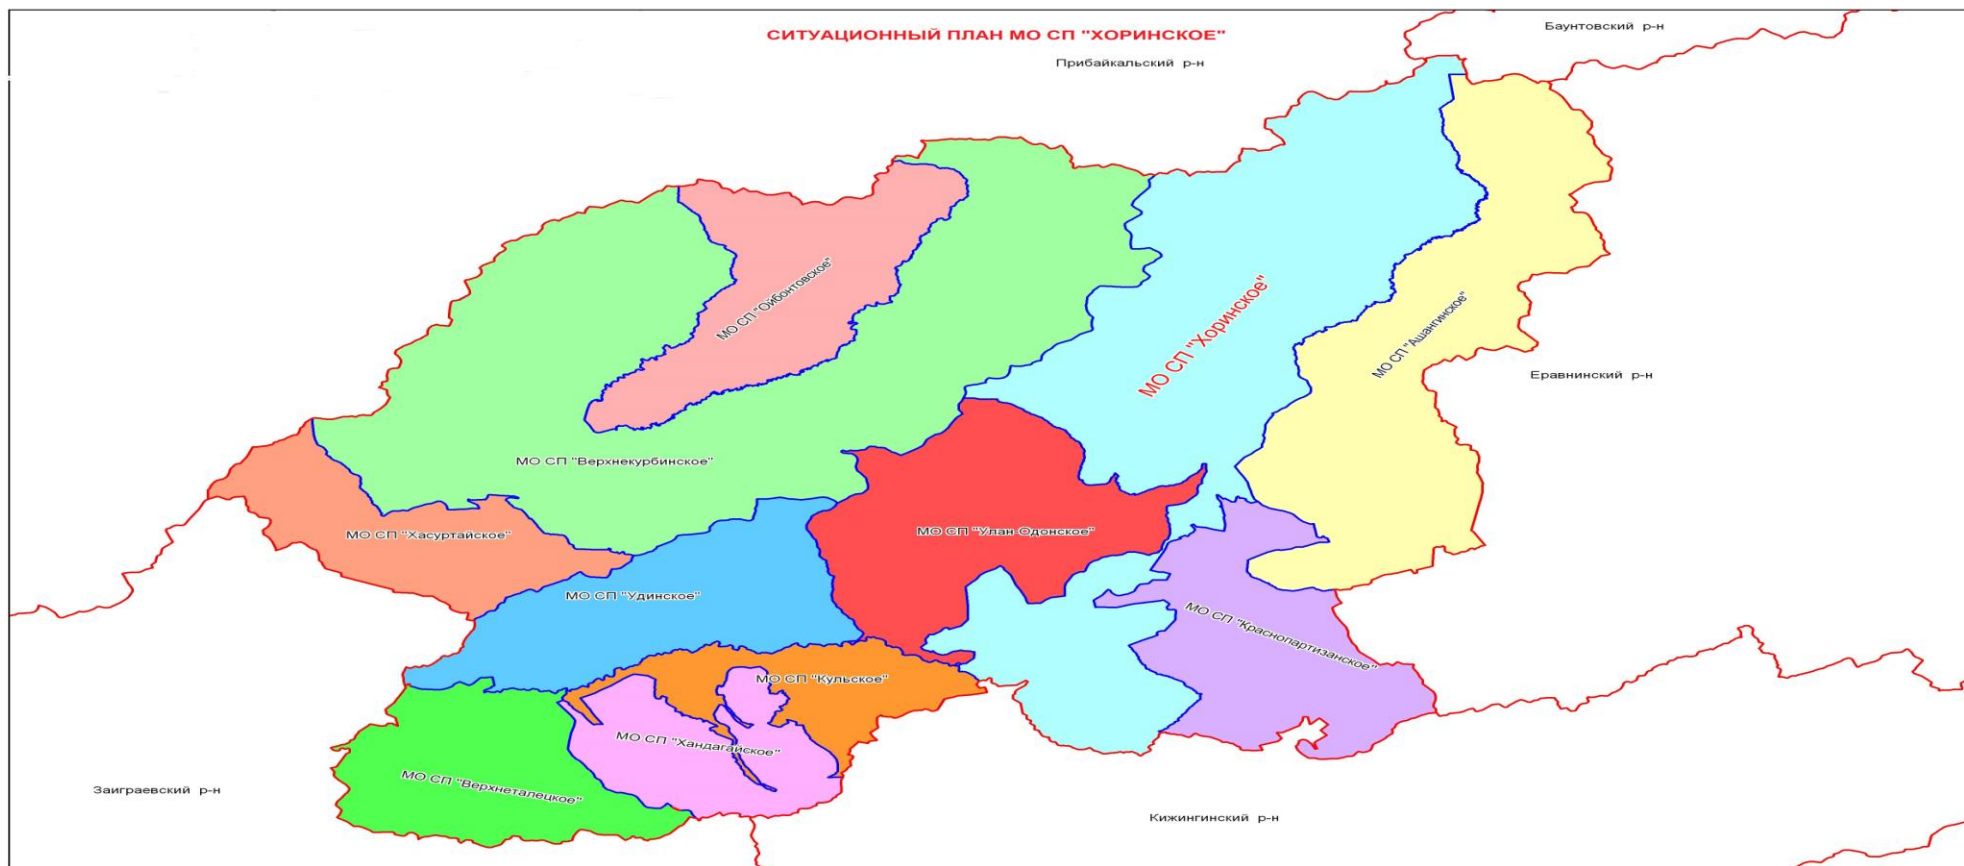 Баунтовский р-н
СИТУАЦИОННЫЙ ПЛАН МО СП "ХОРИНСКОЕ"
Прибайкальский р-н
МО СП "Ойбонтовское"
МО СП "Хоринское"
МО СП "Ашангинское"
Еравнинский р-н
МО СП "Верхнекурбинское"
МО СП "Хасуртайское"
МО СП "Улан-Одонское"
МО СП "Удинское"
МО СП "Краснопартизанское"
МО СП "Кульское"
МО СП "Хандагайское"
МО СП "Верхнеталецкое"
Заиграевский р-н
Кижингинский р-н